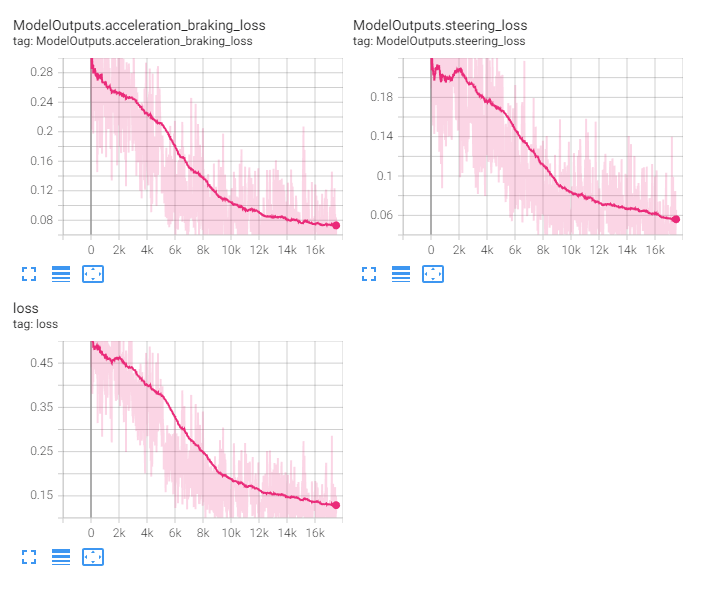 ModelOutputs.acceleration_braking_loss
tag: ModelOutputs.acceleration_braking_loss
0.28
0.24
0.2
0.16
0.12
0.08
0 2k 4k 6k 8k 10k 12k 14k 16k
ModelOutputs.steering_loss
tag: ModelOutputs.steering_loss
0.18
0.14
0.1
0.06
0 2k 4k 6k 8k 10k 12k 14k 16k
loss
tag: loss
0.45
0.35
0.25
0.15
0 2k 4k 6k 8k 10k 12k 14k 16k